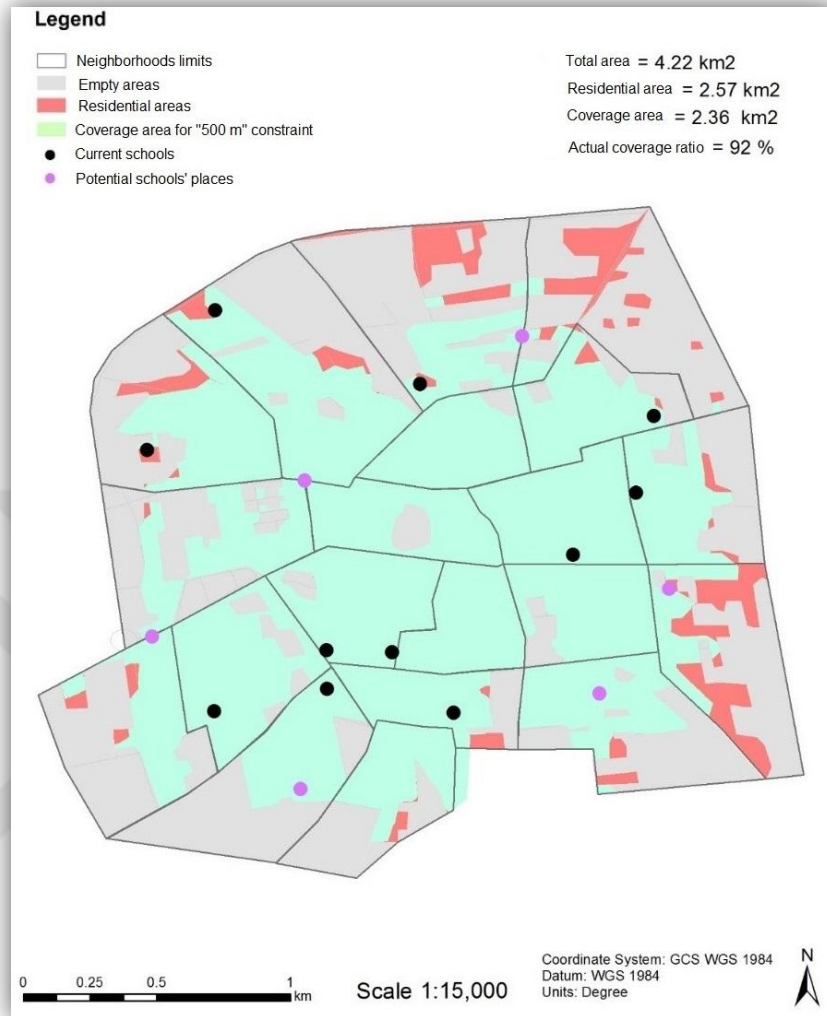 Legend
Neighborhoods limits
Empty areas
Residential areas
Coverage area for "500 m" constraint
Current schools
Potential schools' places
Total area = 4.22 km2
Residential area = 2.57 km2
Coverage area = 2.36 km2
Actual coverage ratio = 92 %
0 0.25 0.5 1
km
Scale 1:15,000
Coordinate System: GCS WGS 1984
Datum: WGS 1984
Units: Degree
N